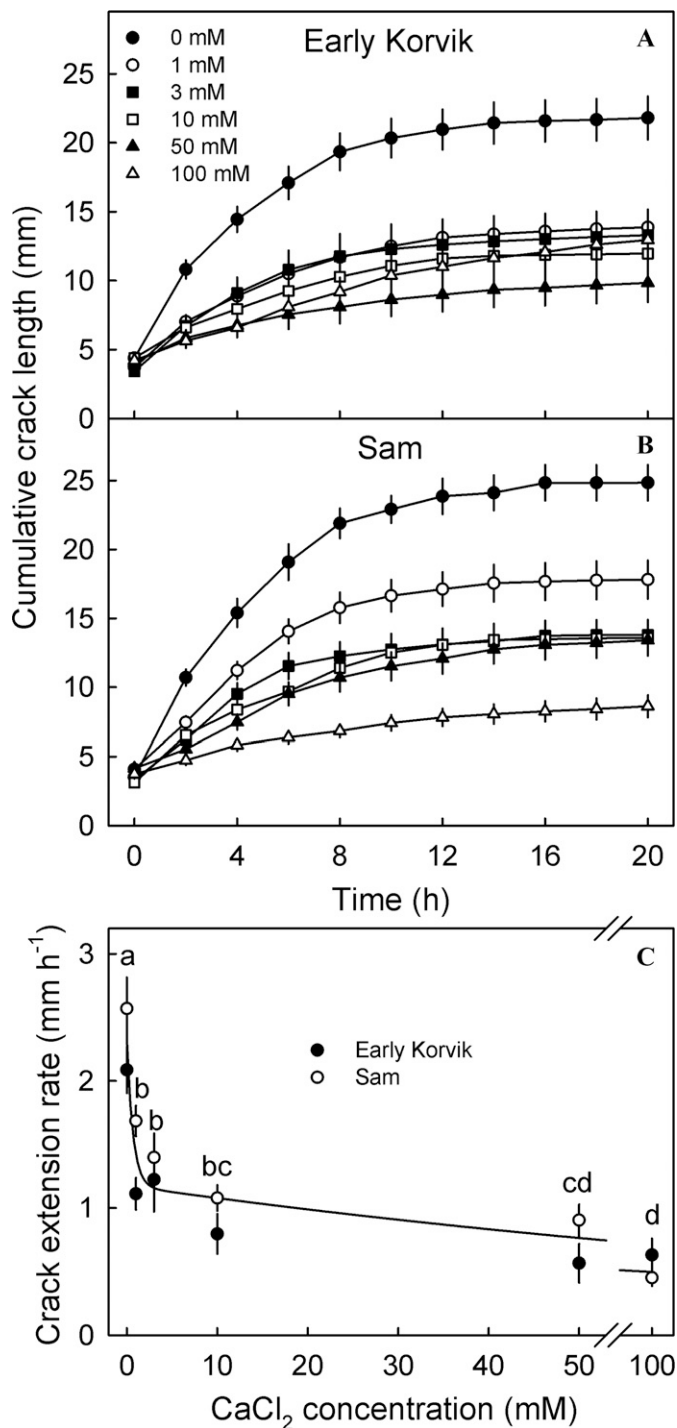 Early Korvik
A
0 mM
1 mM
3 mM
10 mM
50 mM
100 mM
25
20
15
10
5
0
Cumulative crack length (mm)
Sam
B
25
20
15
10
5
0
0 4 8 12 16 20
Time (h)
C
3
2
1
0
Crack extension rate (mm h⁻¹)
a
b
b
bc
cd
d
Early Korvik
Sam
0 10 20 30 40 50 100
CaCl₂ concentration (mM)